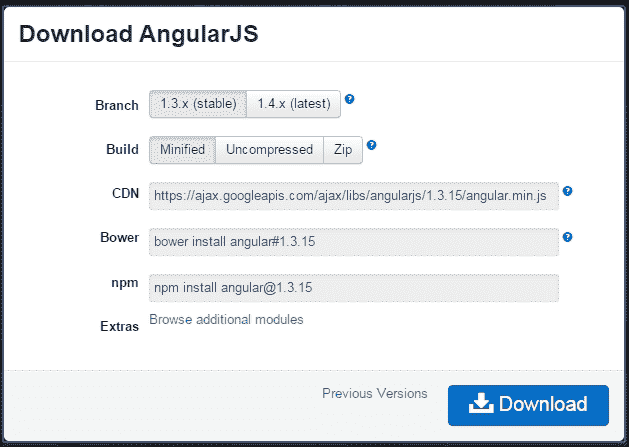 Download AngularJS
Branch 1.3.x (stable) 1.4.x (latest) ?
Build Minified Uncompressed Zip ?
CDN https://ajax.googleapis.com/ajax/libs/angularjs/1.3.15/angular.min.js ?
Bower bower install angular#1.3.15 ?
npm npm install angular@1.3.15
Extras Browse additional modules
Previous Versions Download